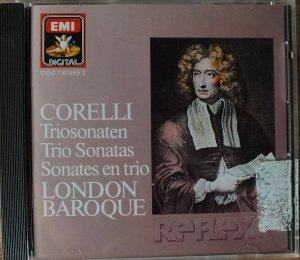 EMI
DIGITAL
CDC 7 47965 2
CORELLI
Triosonaten
Trio Sonatas
Sonates en trio
LONDON
BAROQUE
REFLEXE